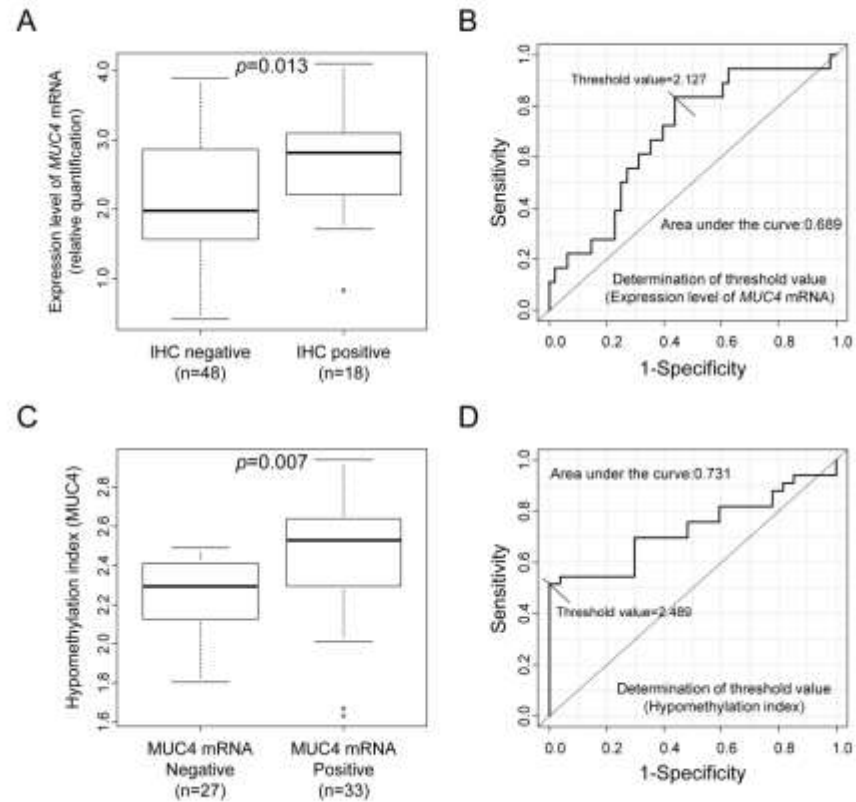 A
Expression level of MUC4 mRNA
(relative quantification)
4.0
3.0
2.0
1.0
p=0.013
IHC negative
(n=48)
IHC positive
(n=18)
B
Sensitivity
1.0
0.8
0.6
0.4
0.2
0.0
Threshold value=2.127
Area under the curve:0.689
Determination of threshold value
(Expression level of MUC4 mRNA)
0.0 0.2 0.4 0.6 0.8 1.0
1-Specificity
C
Hypomethylation index (MUC4)
2.8
2.6
2.4
2.2
2.0
1.8
1.6
p=0.007
MUC4 mRNA
Negative
(n=27)
MUC4 mRNA
Positive
(n=33)
D
Sensitivity
1.0
0.8
0.6
0.4
0.2
0.0
Area under the curve:0.731
Threshold value=2.489
Determination of threshold value
(Hypomethylation index)
0.0 0.2 0.4 0.6 0.8 1.0
1-Specificity